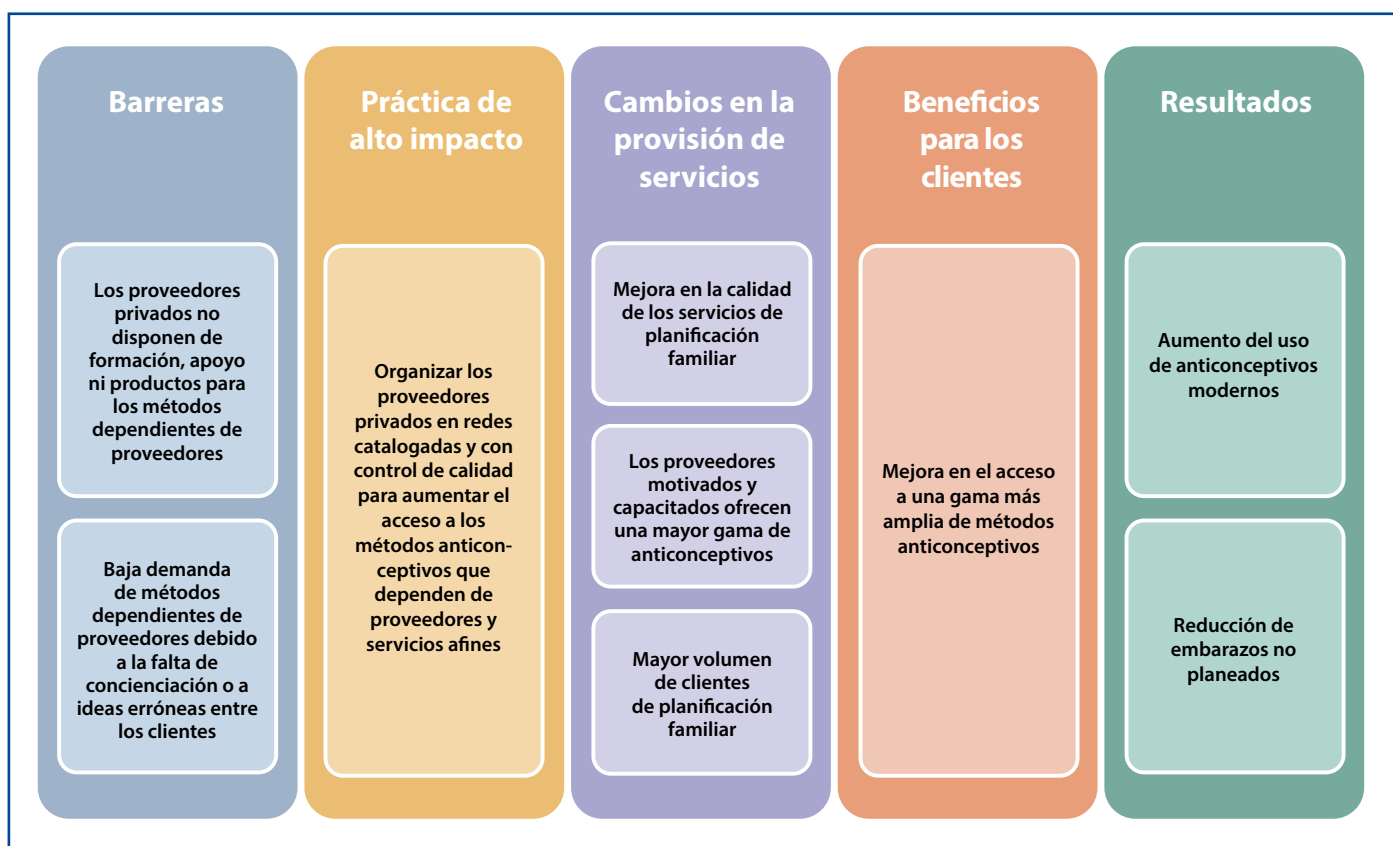 Barreras
Los proveedores
privados no
disponen de
formación, apoyo
ni productos para
los métodos
dependientes de
proveedores
Baja demanda
de métodos
dependientes de
proveedores debido
a la falta de
concienciación o a
ideas erróneas entre
los clientes
Práctica de
alto impacto
Organizar los
proveedores
privados en redes
catalogadas y con
control de calidad
para aumentar el
acceso a los
métodos anticon-
ceptivos que
dependen de
proveedores y
servicios afines
Cambios en la
provisión de
servicios
Mejora en la calidad
de los servicios de
planificación
familiar
Los proveedores
motivados y
capacitados ofrecen
una mayor gama de
anticonceptivos
Mayor volumen
de clientes
de planificación
familiar
Beneficios
para los
clientes
Mejora en el acceso
a una gama más
amplia de métodos
anticonceptivos
Resultados
Aumento del uso
de anticonceptivos
modernos
Reducción de
embarazos no
planeados